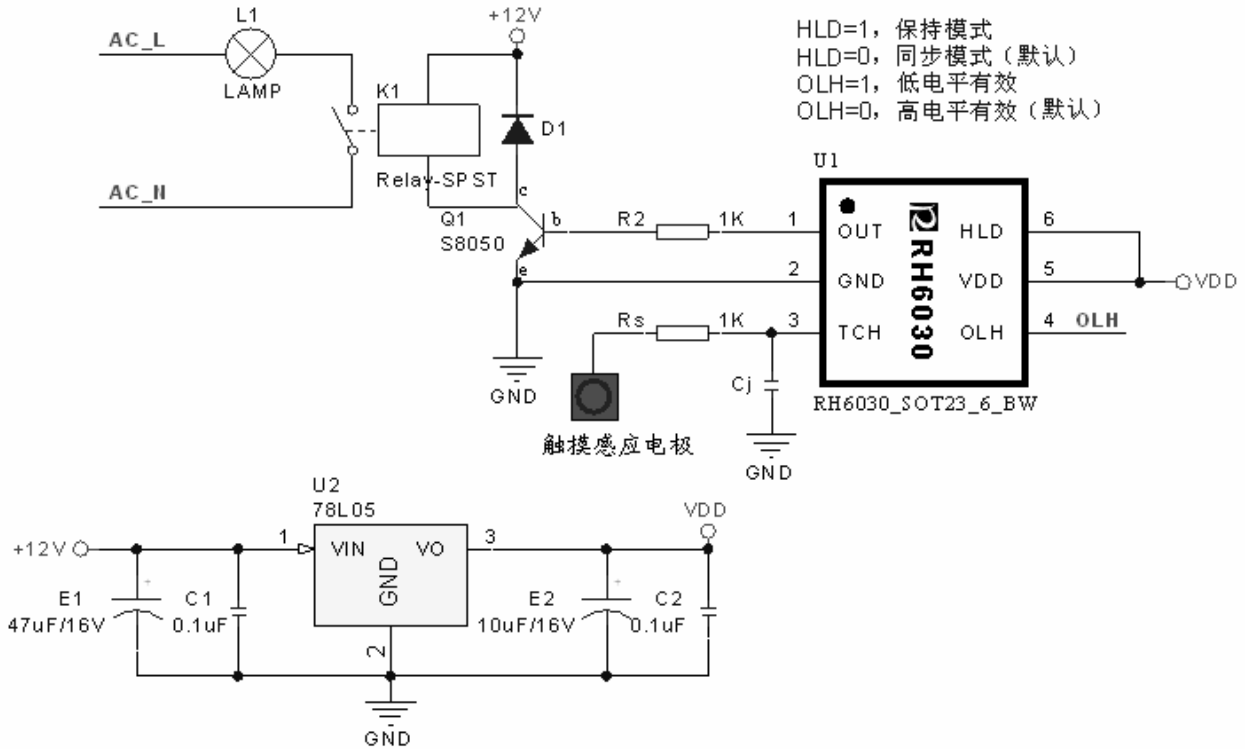 L1
AC_L
LAMP
+12V
K1
D1
Relay-SPST
AC_N
c
Q1
S8050
b
e
R2
1K
HLD=1，保持模式
HLD=0，同步模式（默认）
OLH=1，低电平有效
OLH=0，高电平有效（默认）
U1
1
OUT
HLD
6
2
GND
VDD
5
VDD
3
TCH
OLH
4
OLH
RH6030
RH6030_SOT23_6_BW
Rs
1K
Cj
GND
GND
触摸感应电极
U2
78L05
VDD
+12V
1
VIN
VO
3
GND
2
E1
47uF/16V
C1
0.1uF
E2
10uF/16V
C2
0.1uF
+
+
GND